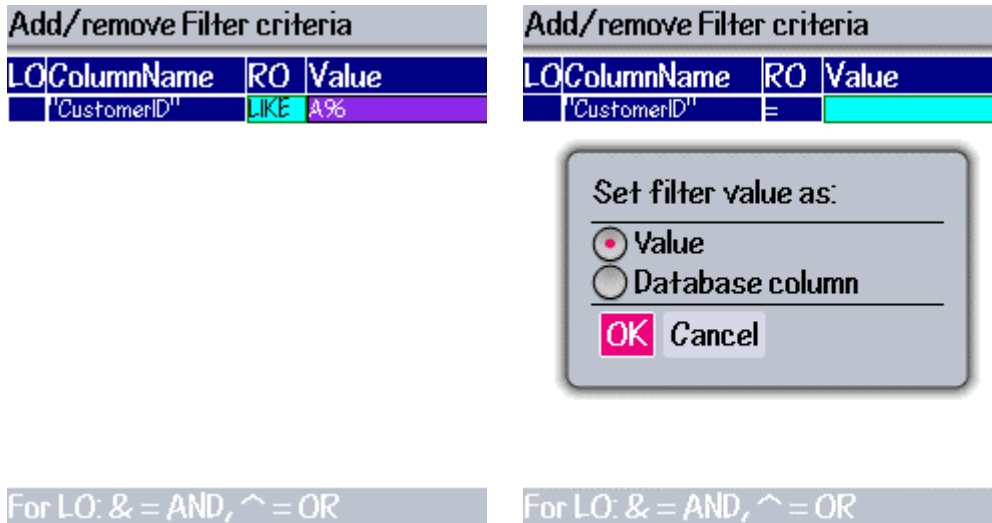 Add/remove Filter criteria
LO ColumnName RO Value
"CustomerID" LIKE A%
For LO: & = AND, ^ = OR
Add/remove Filter criteria
LO ColumnName RO Value
"CustomerID" =
Set filter value as:
Value
Database column
OK Cancel
For LO: & = AND, ^ = OR